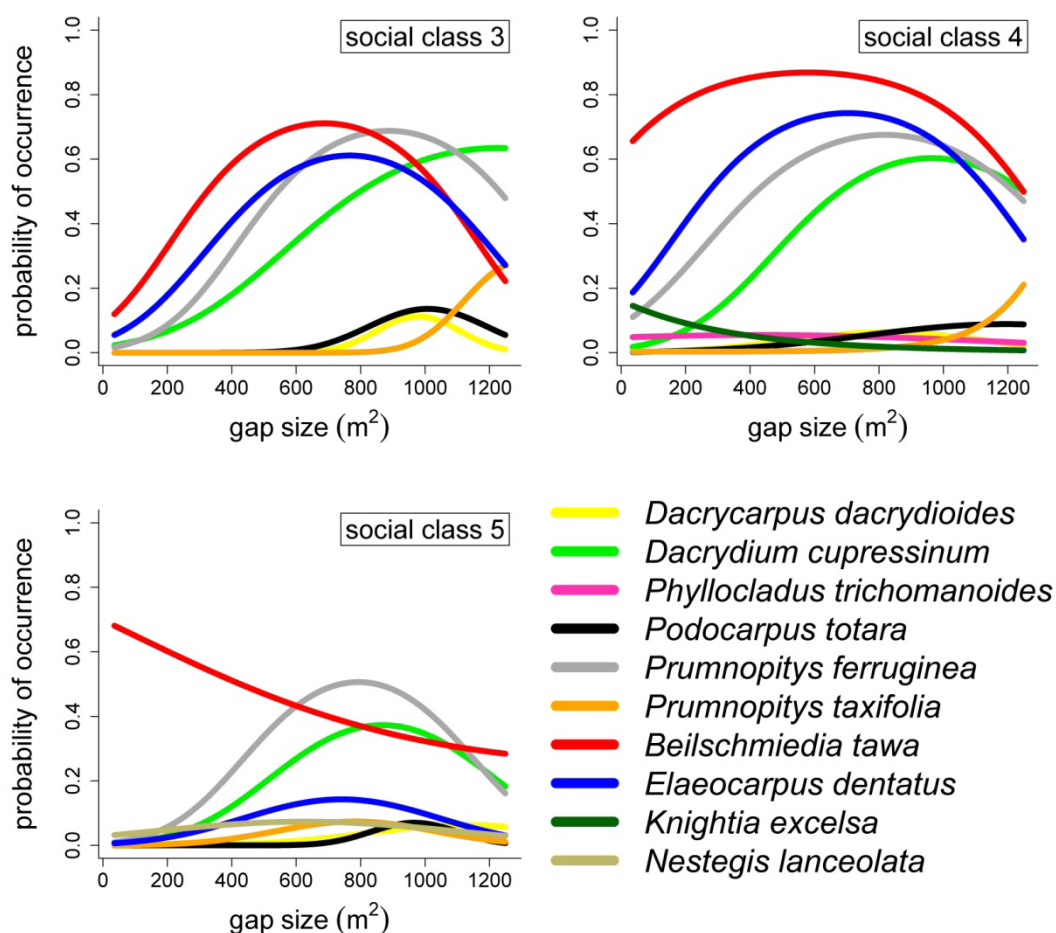 social class 3
probability of occurrence
1.0
0.8
0.6
0.4
0.2
0.0
0 200 400 600 800 1000 1200
gap size (m²)
social class 4
probability of occurrence
1.0
0.8
0.6
0.4
0.2
0.0
0 200 400 600 800 1000 1200
gap size (m²)
social class 5
probability of occurrence
1.0
0.8
0.6
0.4
0.2
0.0
0 200 400 600 800 1000 1200
gap size (m²)
Dacrycarpus dacrydioides
Dacrydium cupressinum
Phyllocladus trichomanoides
Podocarpus totara
Prumnopitys ferruginea
Prumnopitys taxifolia
Beilschmiedia tawa
Elaeocarpus dentatus
Knightia excelsa
Nestegis lanceolata